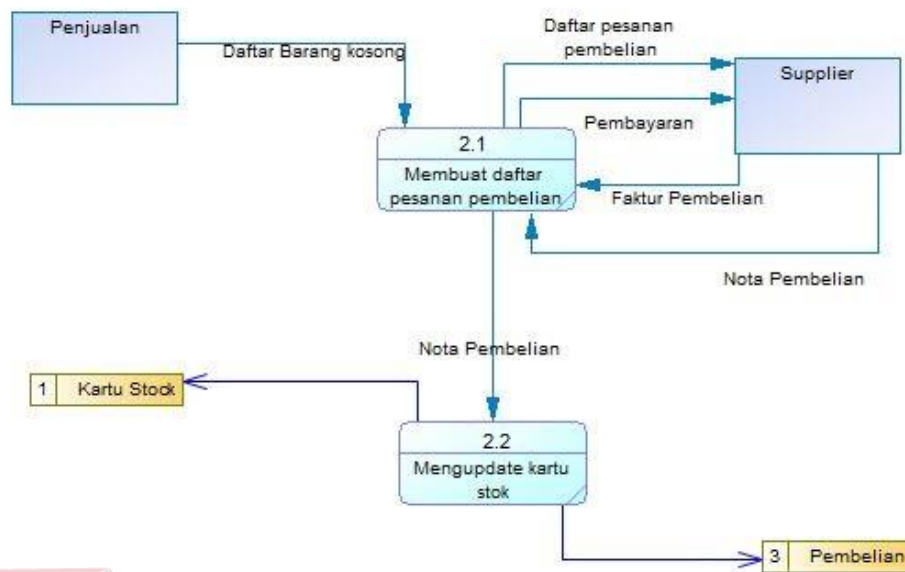 Penjualan
Daftar Barang kosong
Daftar pesanan
pembelian
Supplier
Pembayaran
2.1
Membuat daftar
pesanan pembelian
Faktur Pembelian
Nota Pembelian
Nota Pembelian
1 Kartu Stock
2.2
Mengupdate kartu
stok
3 Pembelian